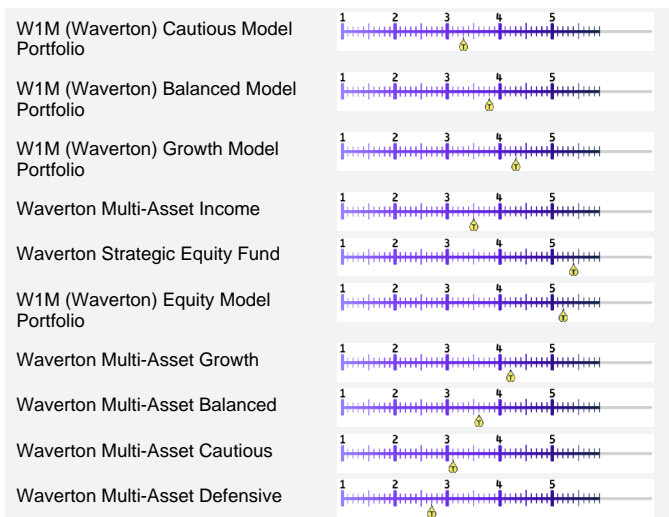 W1M (Waverton) Cautious Model
Portfolio
1 2 3 4 5
T
W1M (Waverton) Balanced Model
Portfolio
1 2 3 4 5
T
W1M (Waverton) Growth Model
Portfolio
1 2 3 4 5
T
Waverton Multi-Asset Income
1 2 3 4 5
T
Waverton Strategic Equity Fund
1 2 3 4 5
T
W1M (Waverton) Equity Model
Portfolio
1 2 3 4 5
T
Waverton Multi-Asset Growth
1 2 3 4 5
T
Waverton Multi-Asset Balanced
1 2 3 4 5
T
Waverton Multi-Asset Cautious
1 2 3 4 5
T
Waverton Multi-Asset Defensive
1 2 3 4 5
T